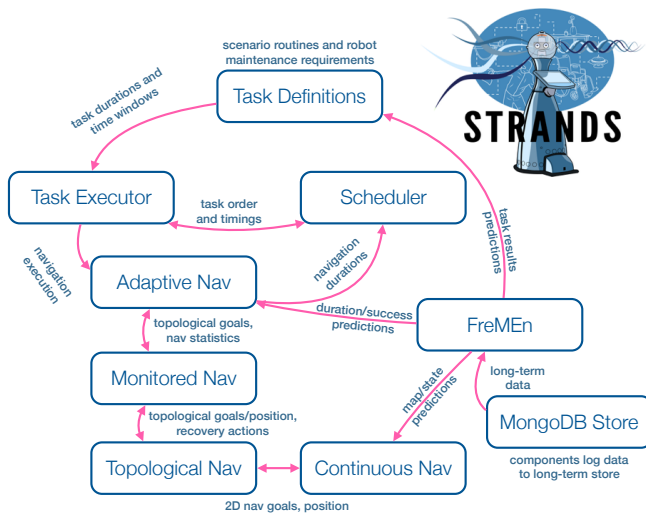 scenario routines and robot
maintenance requirements
Task Definitions
STRANDS
task durations and
time windows
Task Executor
task order
and timings
Scheduler
task results
predictions
navigation
execution
navigation
durations
Adaptive Nav
duration/success
predictions
FreMEn
topological goals,
nav statistics
Monitored Nav
map/state
predictions
long-term
data
topological goals/position,
recovery actions
MongoDB Store
Topological Nav
Continuous Nav
components log data
to long-term store
2D nav goals, position